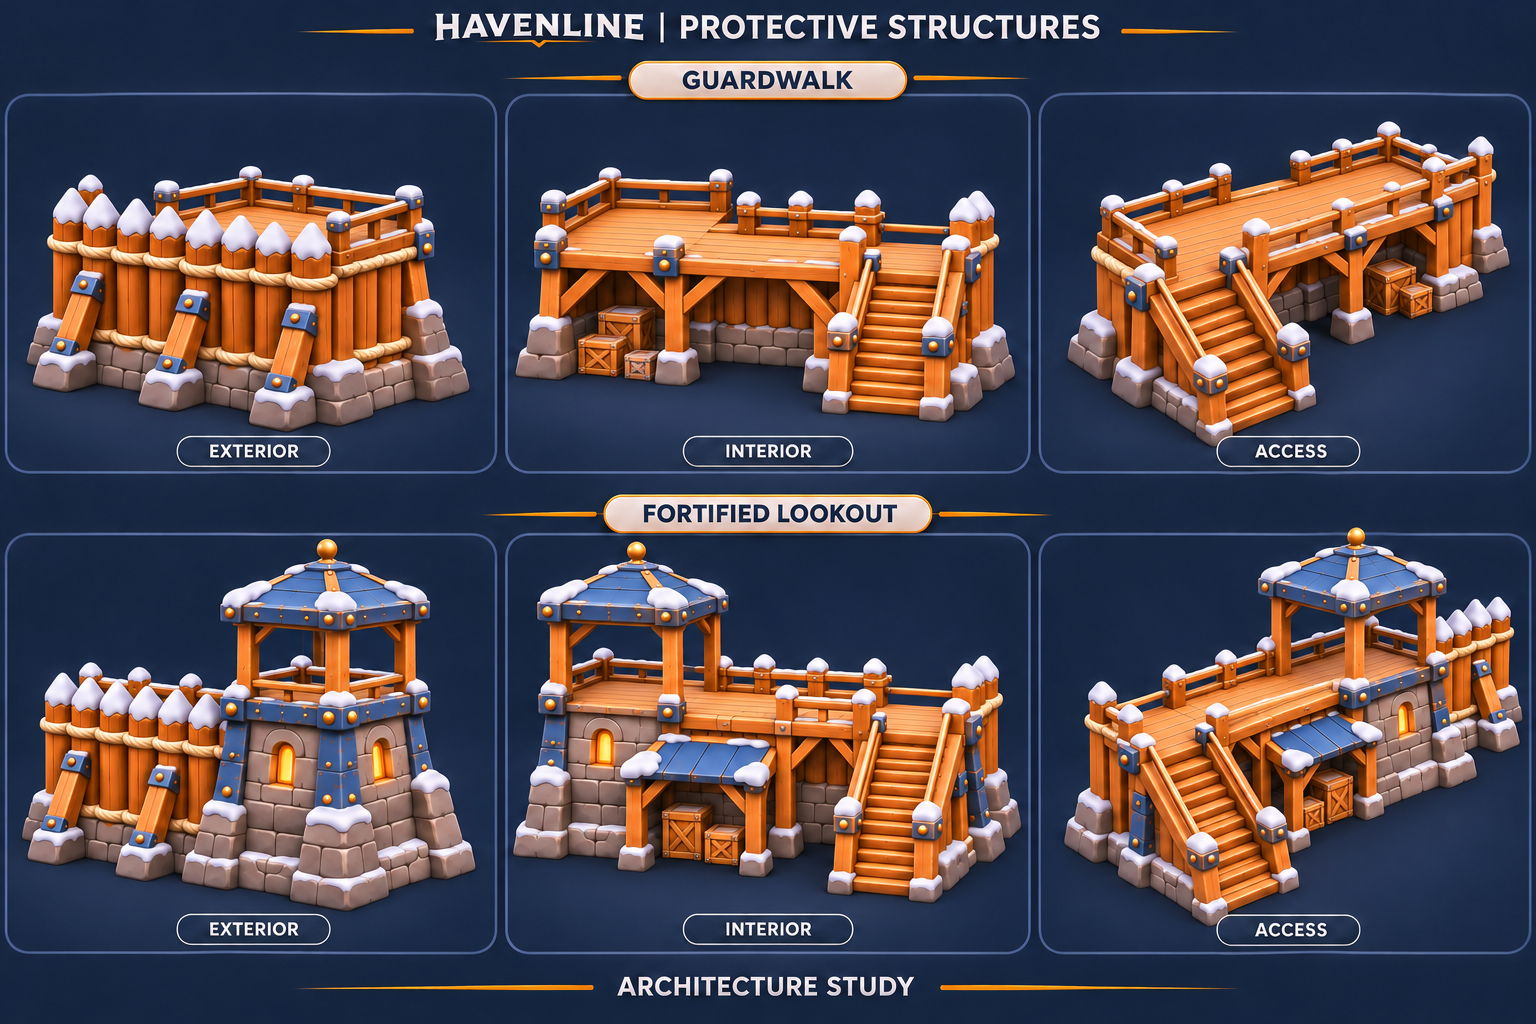 HAVENLINE | PROTECTIVE STRUCTURES
GUARDWALK
EXTERIOR
INTERIOR
ACCESS
FORTIFIED LOOKOUT
EXTERIOR
INTERIOR
ACCESS
ARCHITECTURE STUDY